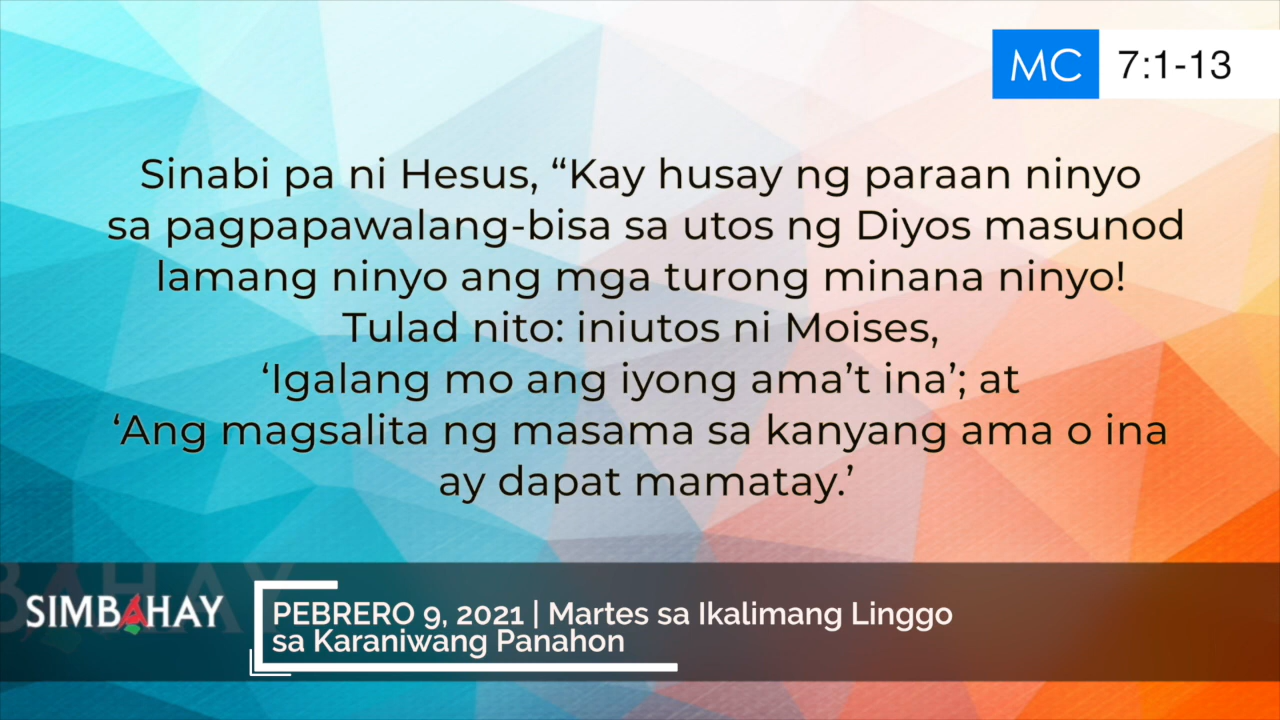 MC 7:1-13
Sinabi pa ni Hesus, “Kay husay ng paraan ninyo
sa pagpapawalang-bisa sa utos ng Diyos masunod
lamang ninyo ang mga turong minana ninyo!
Tulad nito: iniutos ni Moises,
‘Igalang mo ang iyong ama’t ina’; at
‘Ang magsalita ng masama sa kanyang ama o ina
ay dapat mamatay.’
SIMBAHAY
PEBRERO 9, 2021 | Martes sa Ikalimang Linggo
sa Karaniwang Panahon